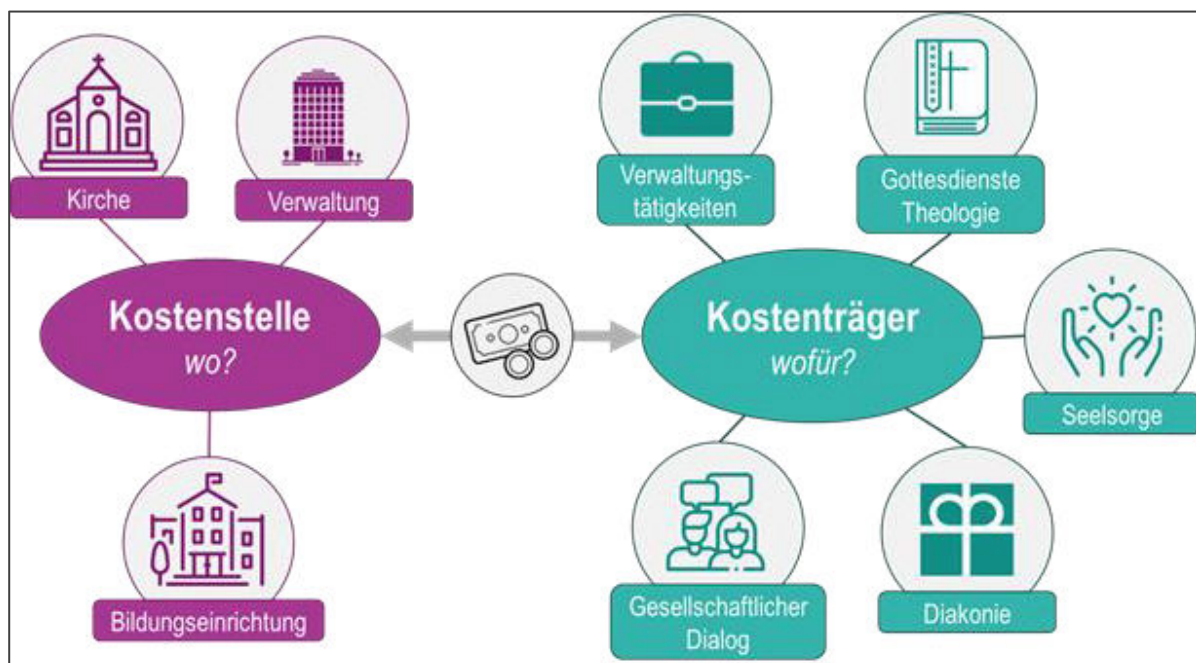 Kirche
Verwaltung
Kostenstelle
wo?
Bildungseinrichtung
Verwaltungs-
tätigkeiten
Gottesdienste
Theologie
Kostenträger
wofür?
Seelsorge
Gesellschaftlicher
Dialog
Diakonie